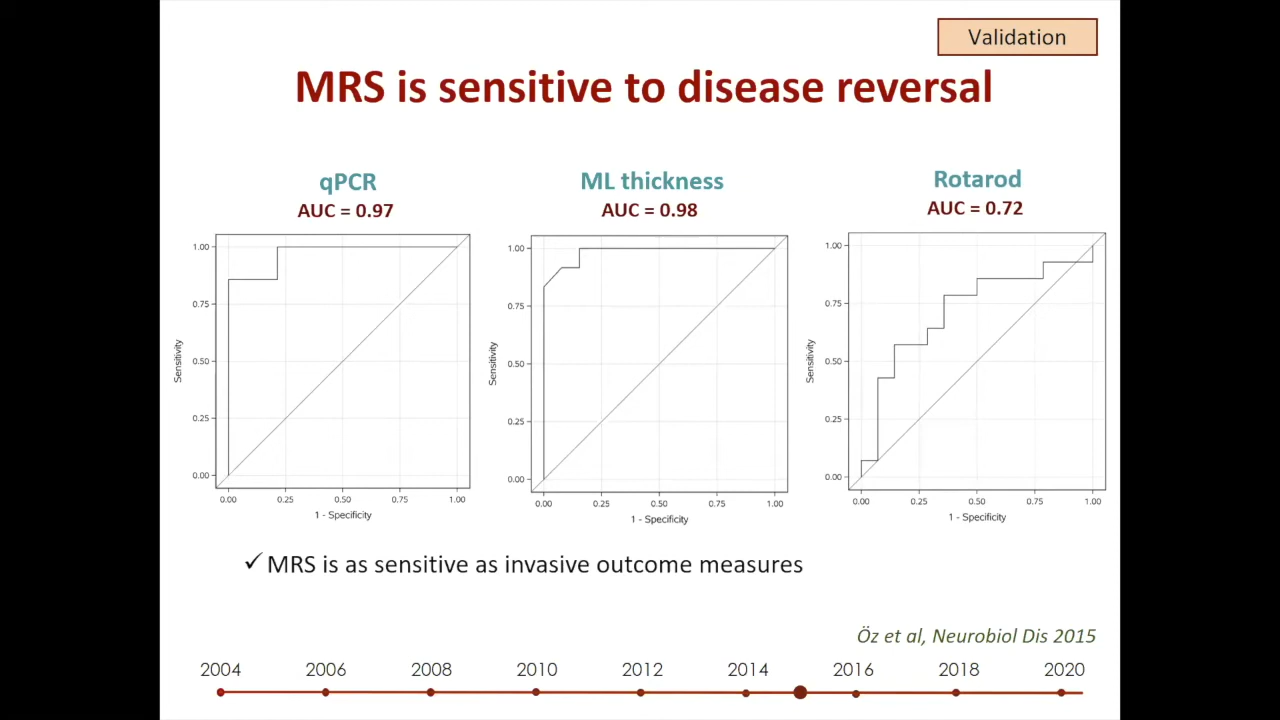 Validation
MRS is sensitive to disease reversal
qPCR
AUC = 0.97
1.00
0.75
0.50
0.25
0.00
Sensitivity
0.00 0.25 0.50 0.75 1.00
1 - Specificity
ML thickness
AUC = 0.98
1.00
0.75
0.50
0.25
0.00
Sensitivity
0.00 0.25 0.50 0.75 1.00
1 - Specificity
Rotarod
AUC = 0.72
1.00
0.75
0.50
0.25
0.00
Sensitivity
0.00 0.25 0.50 0.75 1.00
1 - Specificity
✓ MRS is as sensitive as invasive outcome measures
Öz et al, Neurobiol Dis 2015
2004 2006 2008 2010 2012 2014 2016 2018 2020